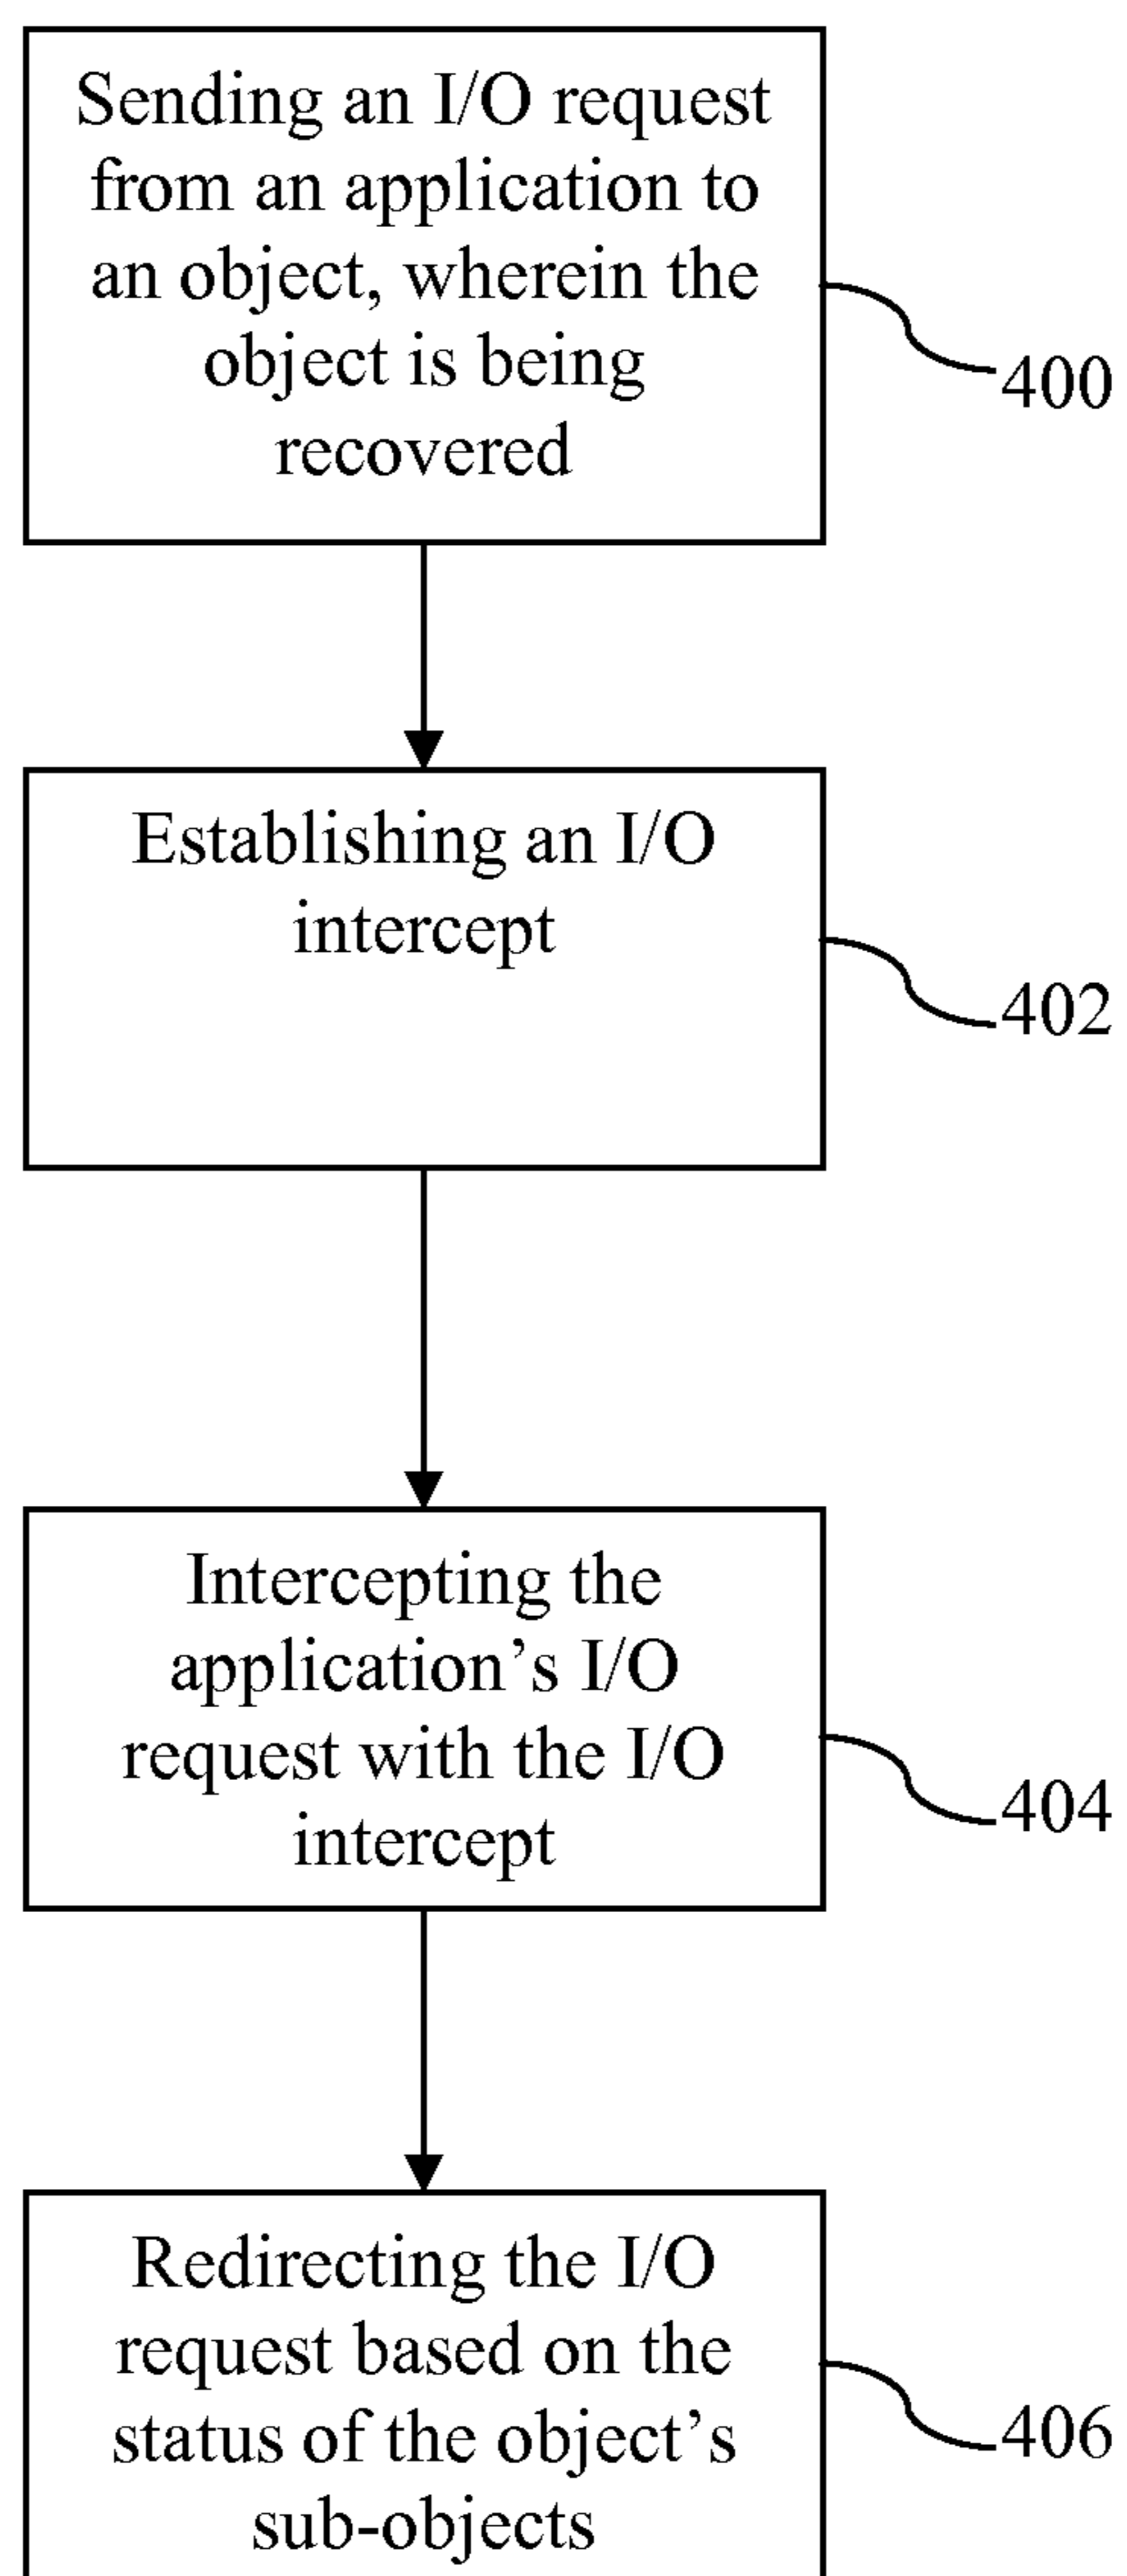 Sending an I/O request
from an application to
an object, wherein the
object is being
recovered
400
Establishing an I/O
intercept
402
Intercepting the
application’s I/O
request with the I/O
intercept
404
Redirecting the I/O
request based on the
status of the object’s
sub-objects
406